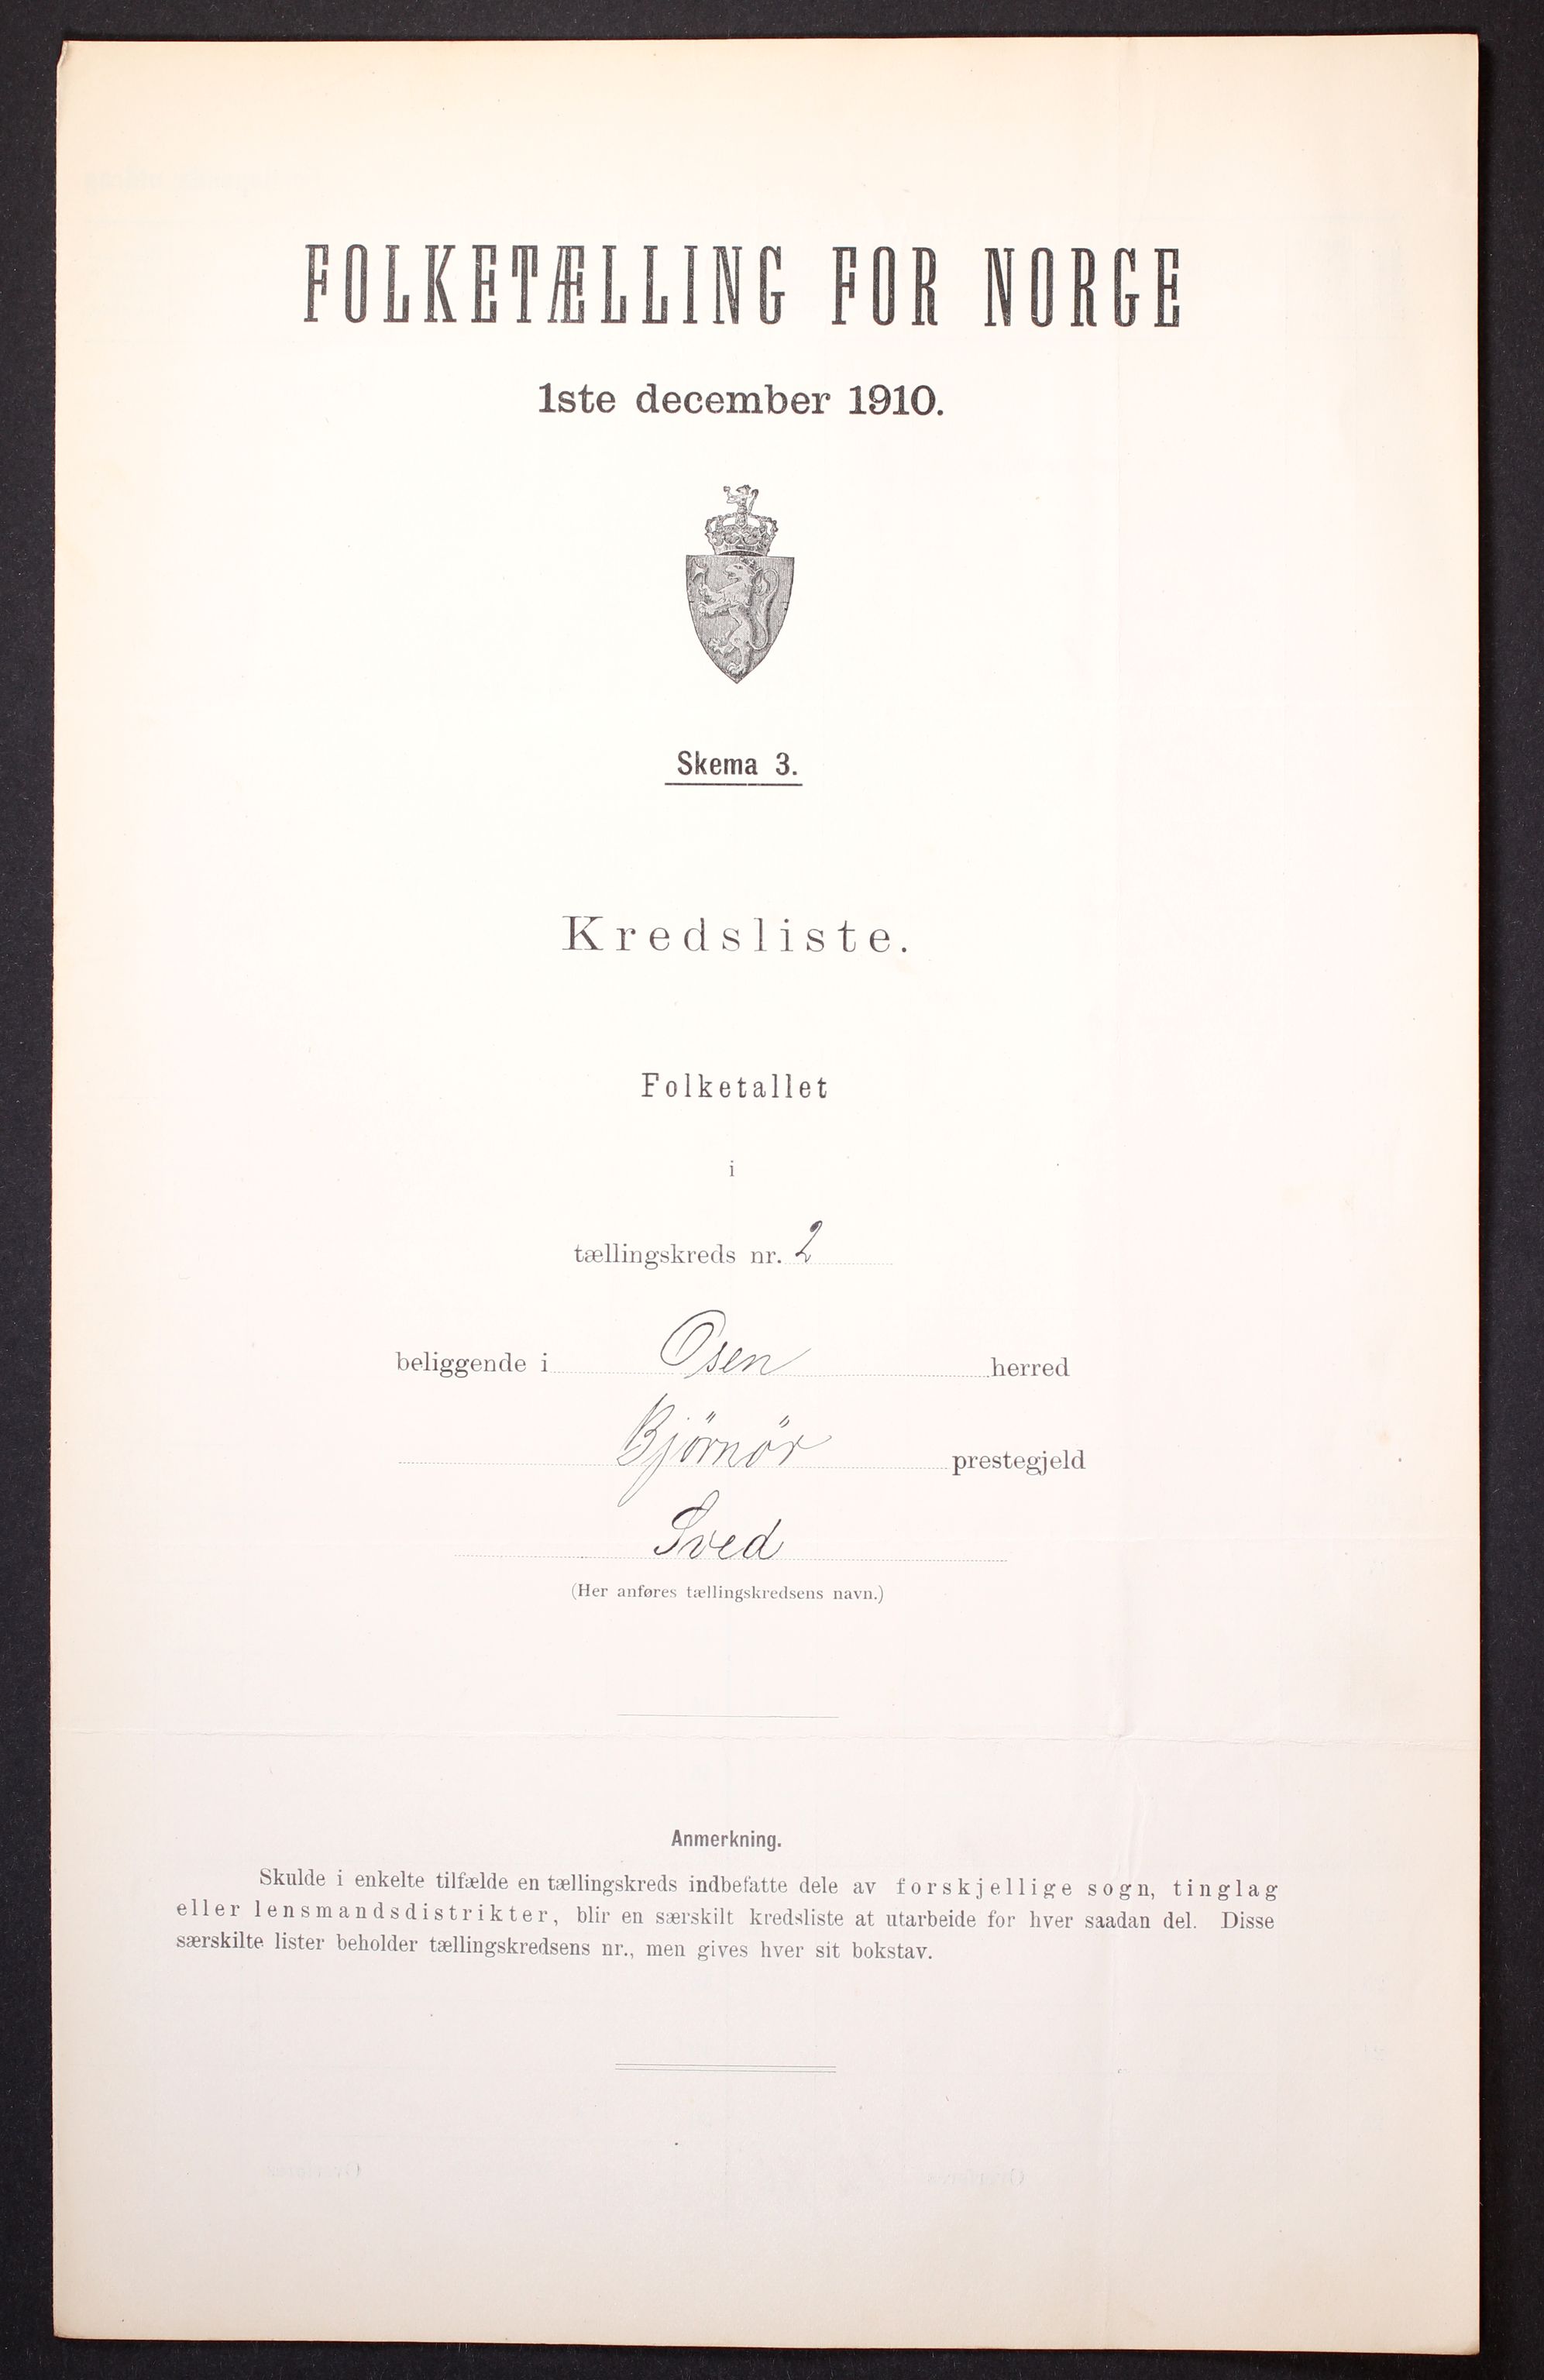 FOLKETÆLLING FOR NORGE
1ste december 1910.
Skema 3.
Kredsliste.
Folketallet
i
tællingskreds nr. 2
beliggende i Osen herred
Bjørnör prestegjeld
Sved
(Her anføres tællingskredsens navn.)
Anmerkning.
Skulde i enkelte tilfælde en tællingskreds indbefatte dele av forskjellige sogn, tinglag
eller lensmandsdistrikter, blir en særskilt kredsliste at utarbeide for hver saadan del. Disse
særskilte lister beholder tællingskredsens nr., men gives hver sit bokstav.